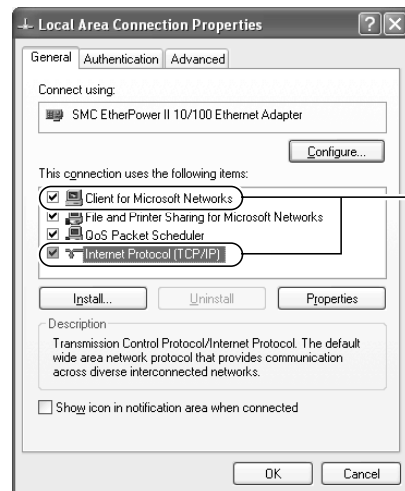 Local Area Connection Properties
General Authentication Advanced
Connect using:
SMC EtherPower II 10/100 Ethernet Adapter
Configure...
This connection uses the following items:
Client for Microsoft Networks
File and Printer Sharing for Microsoft Networks
QoS Packet Scheduler
Internet Protocol (TCP/IP)
Install... Uninstall Properties
Description
Transmission Control Protocol/Internet Protocol. The default
wide area network protocol that provides communication
across diverse interconnected networks.
Show icon in notification area when connected
OK Cancel